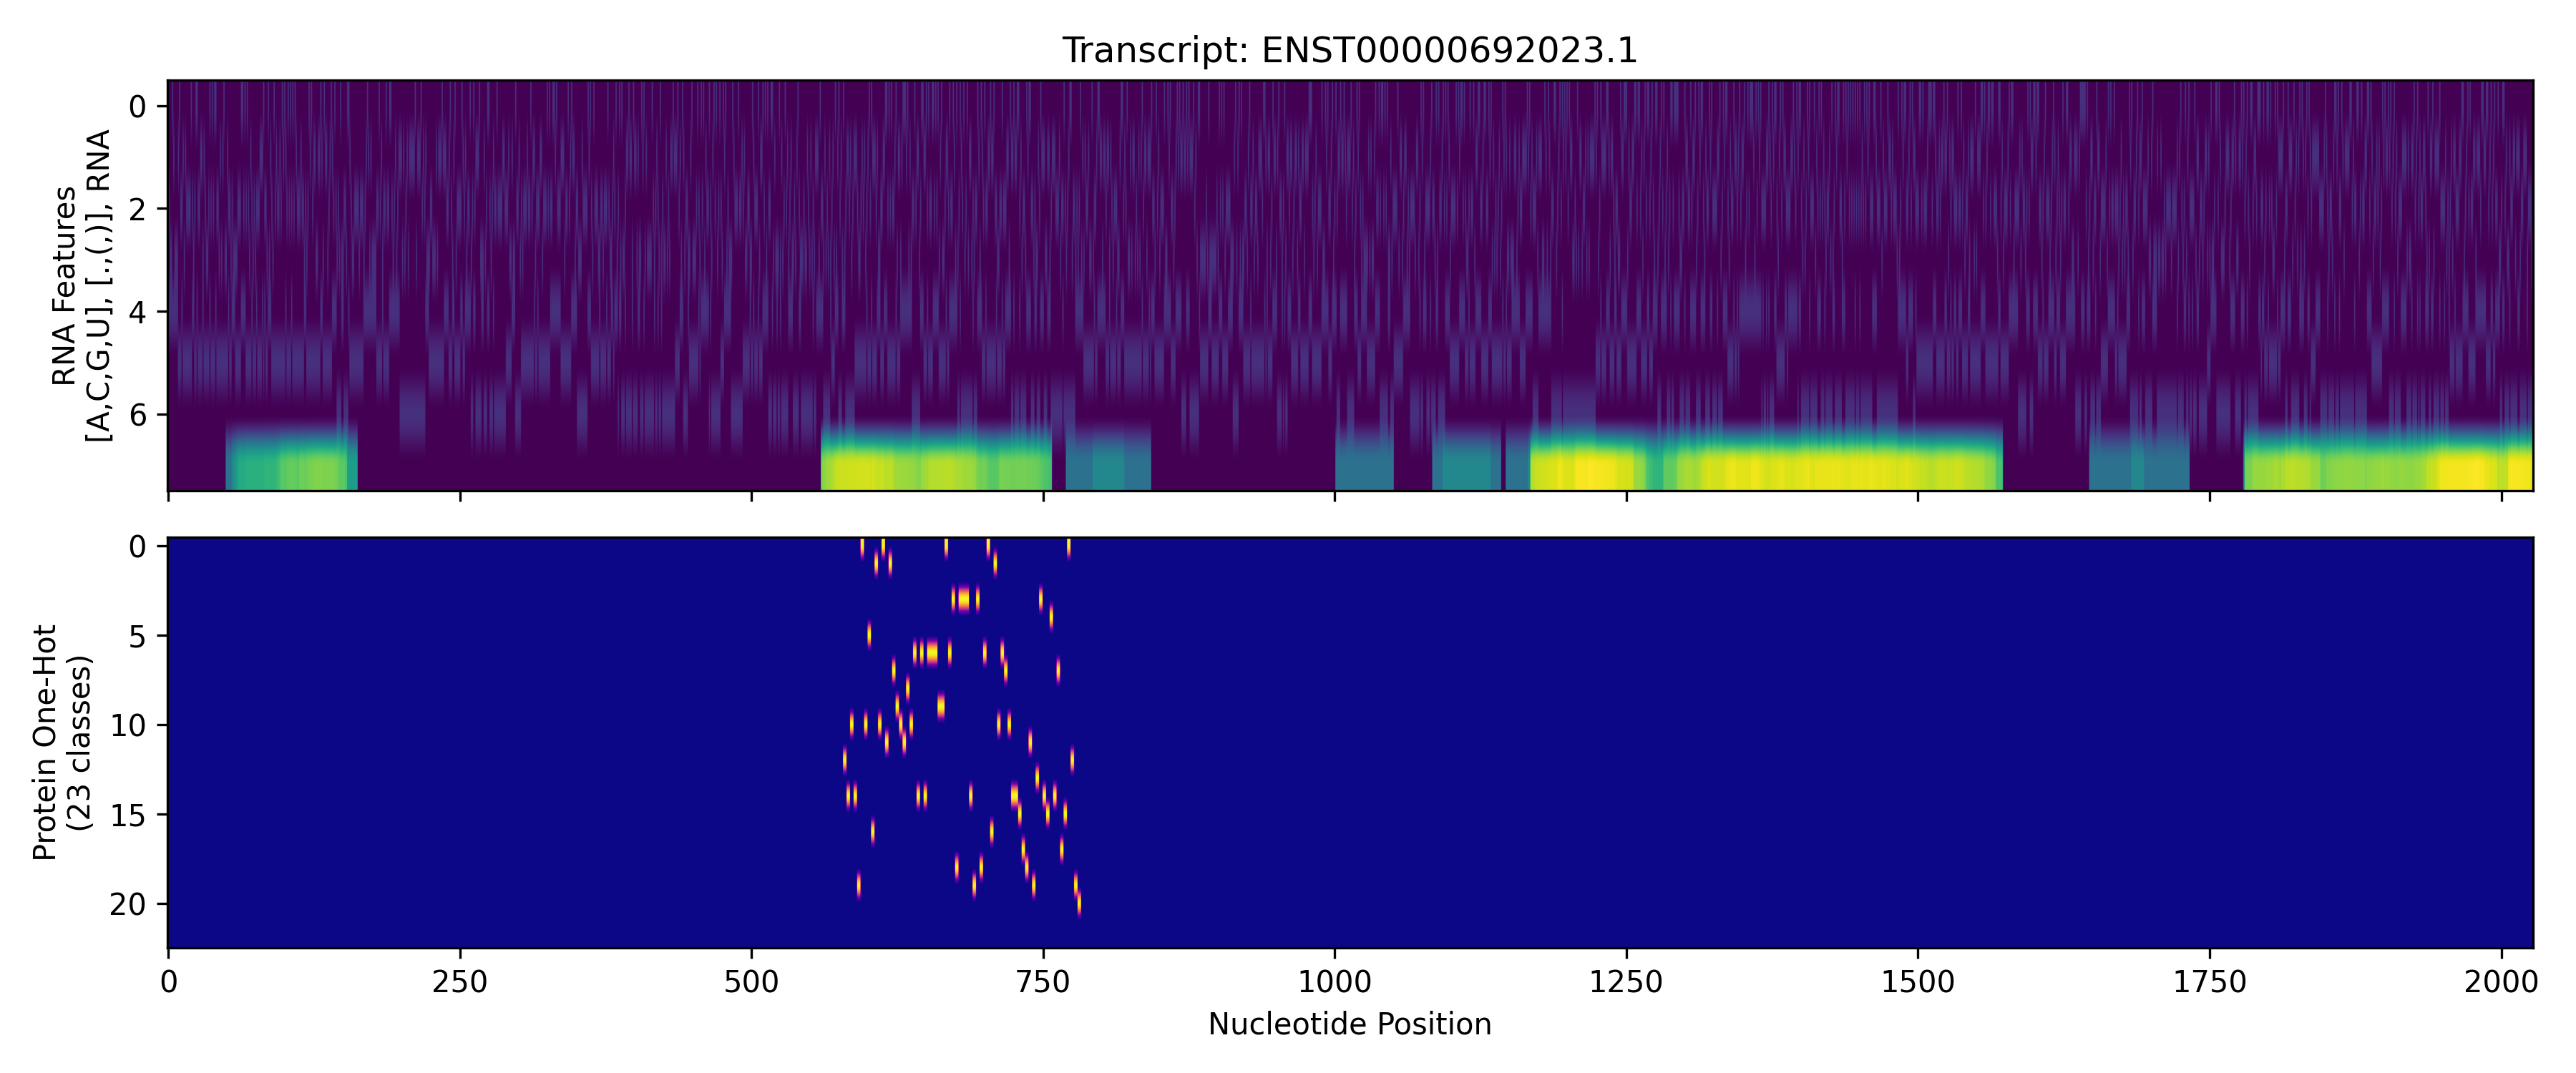 Transcript: ENST00000692023.1
RNA Features
[A,C,G,U], [.,(,)], RNA
0
2
4
6
Protein One-Hot
(23 classes)
0
5
10
15
20
0 250 500 750 1000 1250 1500 1750 2000
Nucleotide Position